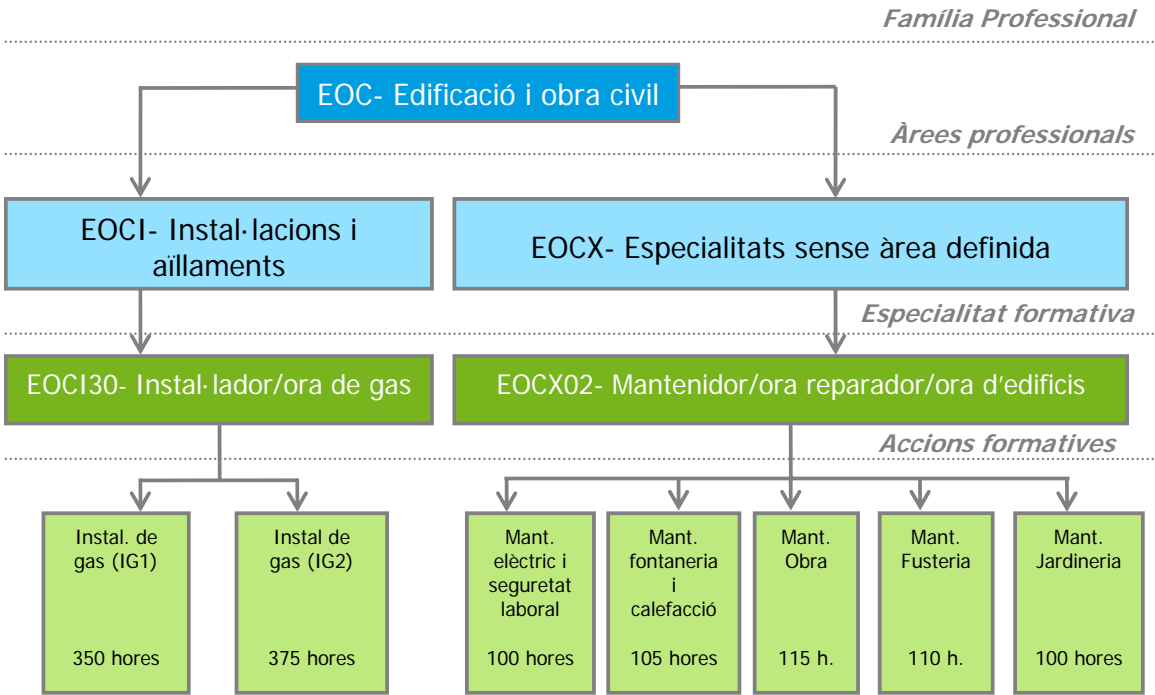 Família Professional
EOC- Edificació i obra civil
Àrees professionals
EOCI- Instal·lacions i
aïllaments
EOCX- Especialitats sense àrea definida
Especialitat formativa
EOCI30- Instal·lador/ora de gas
EOCX02- Mantenidor/ora reparador/ora d'edificis
Accions formatives
Instal. de
gas (IG1)
350 hores
Instal de
gas (IG2)
375 hores
Mant.
elèctric i
seguretat
laboral
100 hores
Mant.
fontaneria
i
calefacció
105 hores
Mant.
Obra
115 h.
Mant.
Fusteria
110 h.
Mant.
Jardineria
100 hores